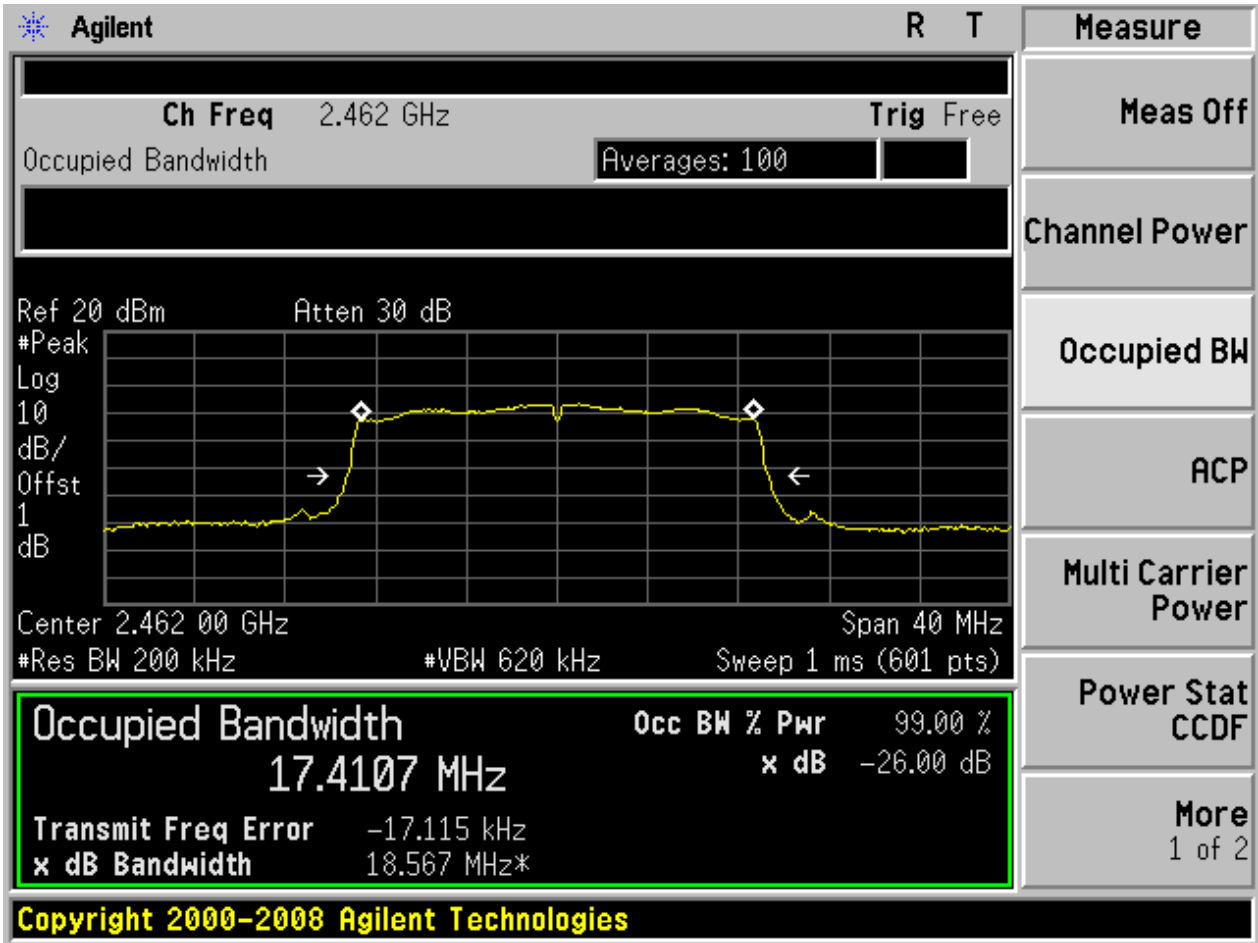 Agilent R T
Measure
Ch Freq 2.462 GHz Trig Free
Occupied Bandwidth Averages: 100
Meas Off
Channel Power
Occupied BW
ACP
Multi Carrier
Power
Power Stat
CCDF
More
1 of 2
Ref 20 dBm Atten 30 dB
#Peak
Log
10
dB/
Offst
1
dB
Center 2.462 00 GHz Span 40 MHz
#Res BW 200 kHz #VBW 620 kHz Sweep 1 ms (601 pts)
Occupied Bandwidth Occ BW % Pwr 99.00 %
17.4107 MHz x dB -26.00 dB
Transmit Freq Error -17.115 kHz
x dB Bandwidth 18.567 MHz*
Copyright 2000-2008 Agilent Technologies